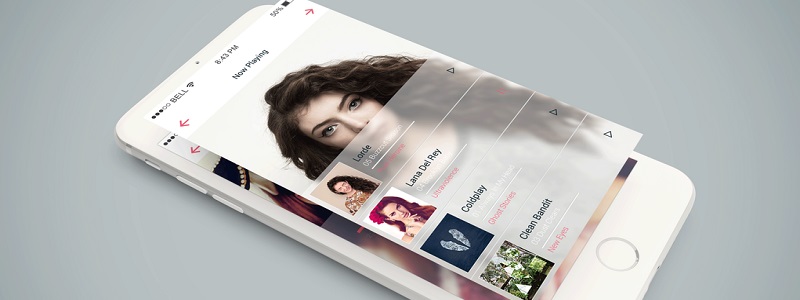 BELL
8:43 PM
50%
Now Playing
Lorde
Lana Del Rey
Ultraviolence
Coldplay
Ghost Stories
Clean Bandit
New Eyes